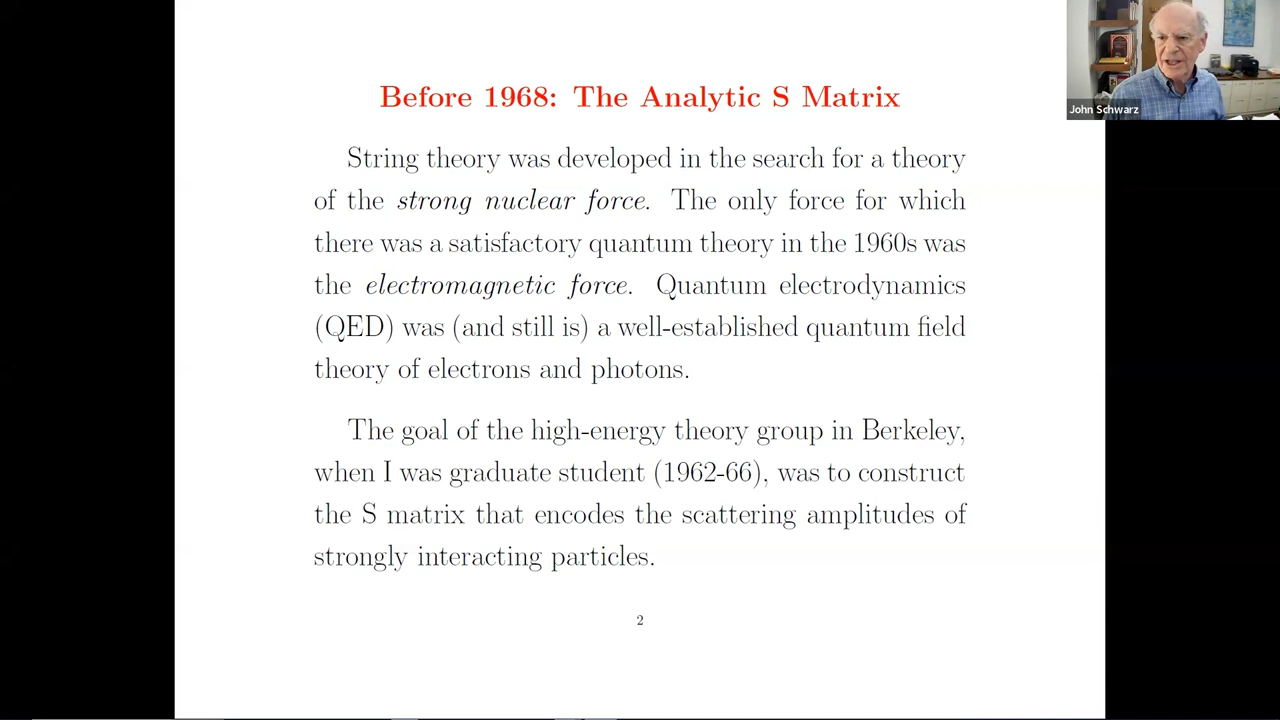 Before 1968: The Analytic S Matrix
John Schwarz
String theory was developed in the search for a theory
of the strong nuclear force. The only force for which
there was a satisfactory quantum theory in the 1960s was
the electromagnetic force. Quantum electrodynamics
(QED) was (and still is) a well-established quantum field
theory of electrons and photons.
The goal of the high-energy theory group in Berkeley,
when I was graduate student (1962-66), was to construct
the S matrix that encodes the scattering amplitudes of
strongly interacting particles.
2